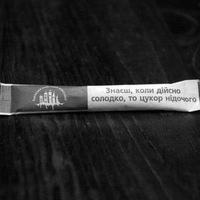 Знаєш, коли дійсно
солодко, то цукор нідочого